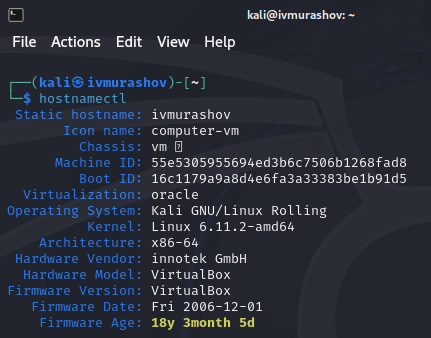 kali@ivmurashov: ~
File Actions Edit View Help
┌──(kali㉿ivmurashov)-[~]
└─$ hostnamectl
Static hostname: ivmurashov
Icon name: computer-vm
Chassis: vm
Machine ID: 55e5305955694ed3b6c7506b1268fad8
Boot ID: 16c1179a9a8d4e6fa3a33383be1b91d5
Virtualization: oracle
Operating System: Kali GNU/Linux Rolling
Kernel: Linux 6.11.2-amd64
Architecture: x86-64
Hardware Vendor: innotek GmbH
Hardware Model: VirtualBox
Firmware Version: VirtualBox
Firmware Date: Fri 2006-12-01
Firmware Age: 18y 3month 5d